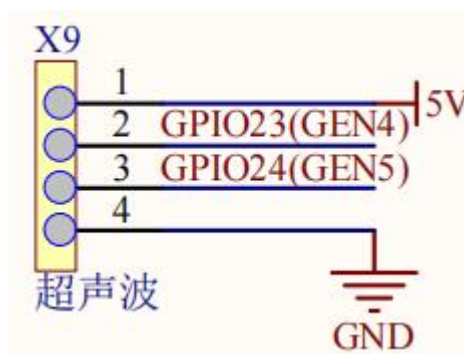 X9
1
5V
2 GPIO23(GEN4)
3 GPIO24(GEN5)
4
超声波
GND